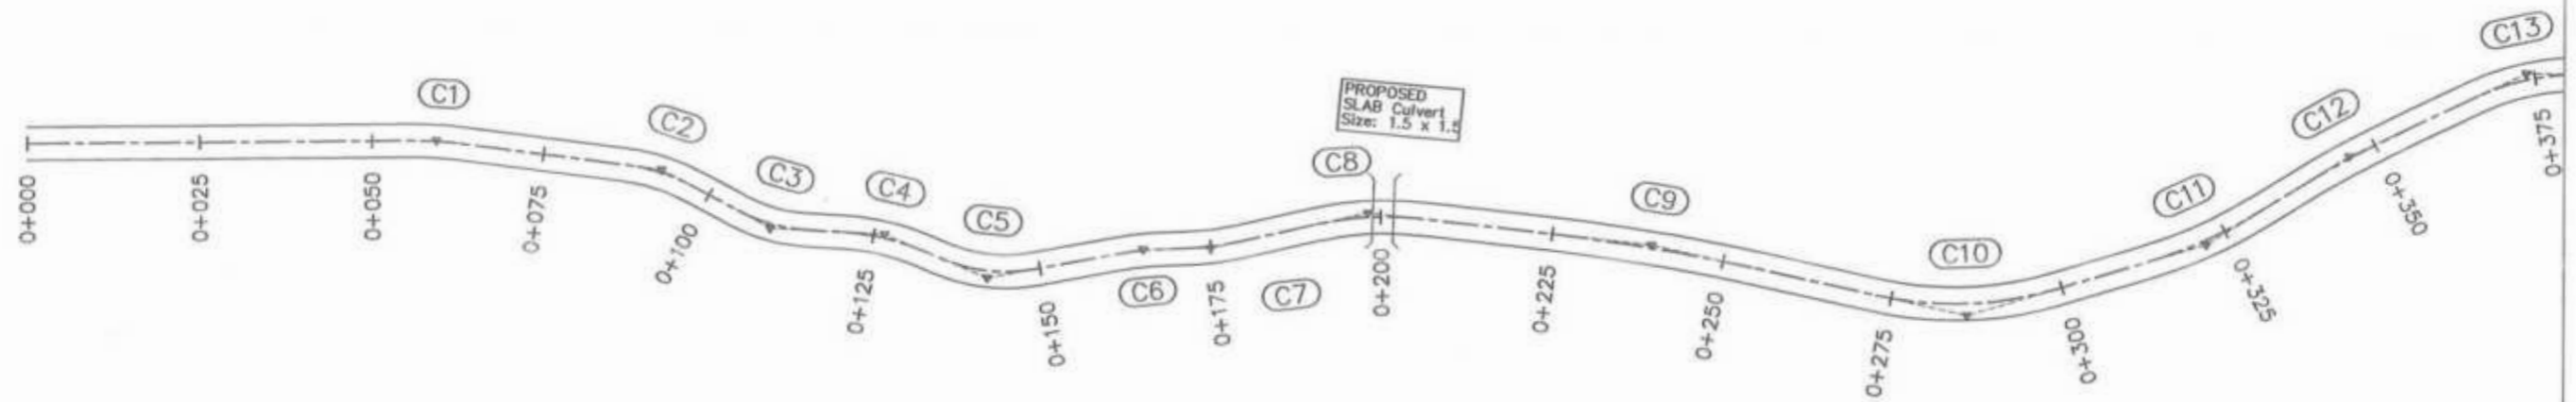 C1
C2
C3
C4
C5
C6
C7
C8
PROPOSED
SLAB Culvert
Size: 1.5 x 1.5
C9
C10
C11
C12
C13
0+000
0+025
0+050
0+075
0+100
0+125
0+150
0+175
0+200
0+225
0+250
0+275
0+300
0+325
0+350
0+375